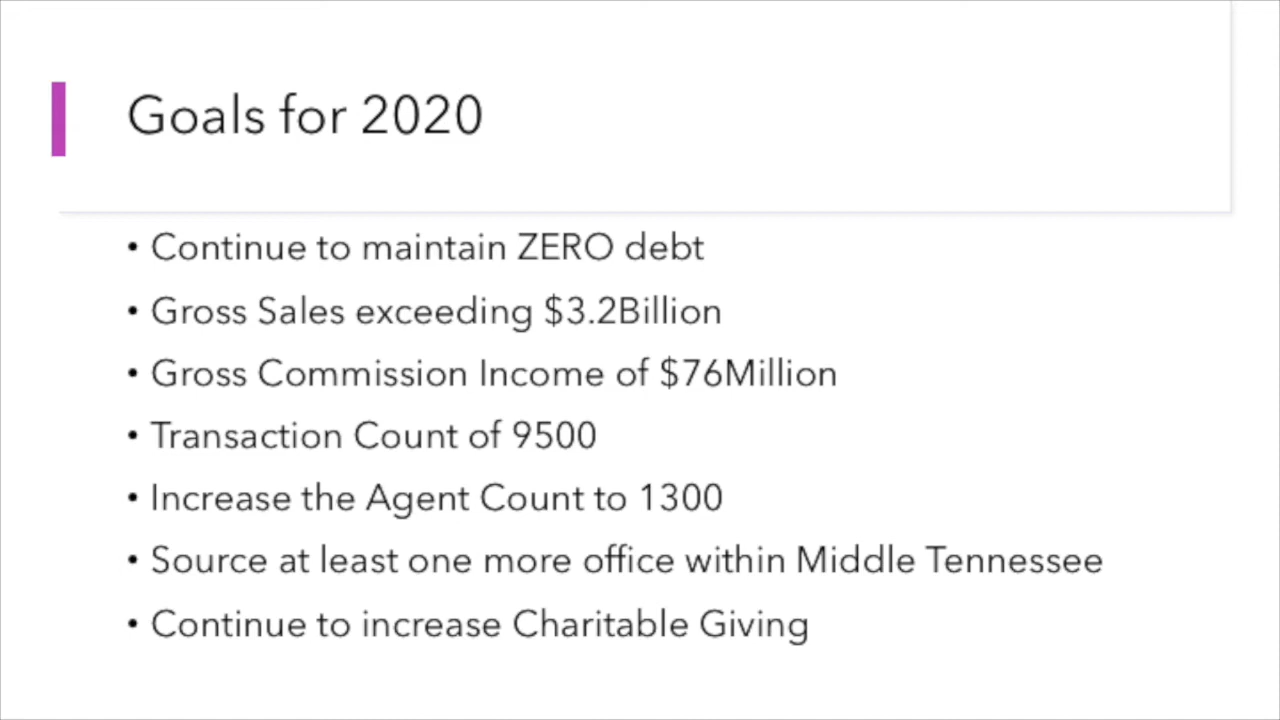 Goals for 2020
• Continue to maintain ZERO debt
• Gross Sales exceeding $3.2Billion
• Gross Commission Income of $76Million
• Transaction Count of 9500
• Increase the Agent Count to 1300
• Source at least one more office within Middle Tennessee
• Continue to increase Charitable Giving